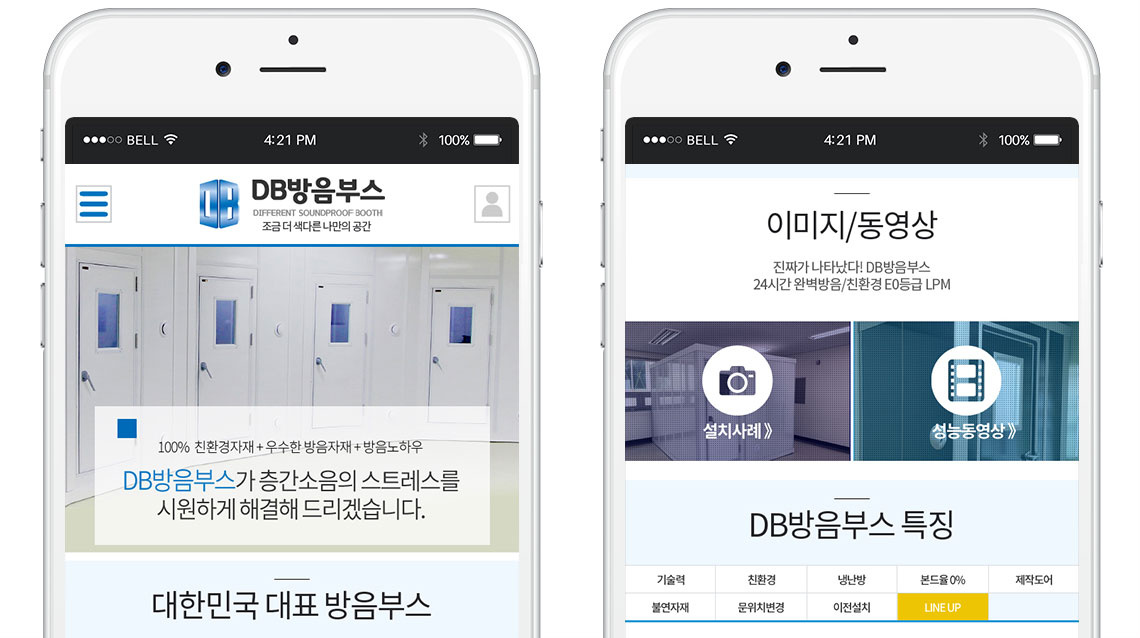 BELL
4:21 PM
100%
DB방음부스
DIFFERENT SOUNDPROOF BOOTH
조금 더 색다른 나만의 공간
100% 친환경자재 + 우수한 방음자재 + 방음노하우
DB방음부스가 층간소음의 스트레스를
시원하게 해결해 드리겠습니다.
대한민국 대표 방음부스
BELL
4:21 PM
100%
이미지/동영상
진짜가 나타났다! DB방음부스
24시간 완벽방음/친환경 E0등급 LPM
설치사례 》
성능동영상 》
DB방음부스 특징
기술력 친환경 냉난방 본드율 0% 제작도어
불연자재 문위치변경 이전설치 LINE UP